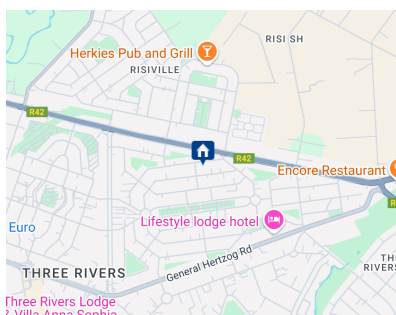 RISI SH
Herkies Pub and Grill
RISIVILLE
R42
R42
Encore Restaurant
Lifestyle lodge hotel
Euro
General Hertzog Rd
THREE RIVERS
RIVERS
Three Rivers Lodge
& Villa Anna Sophia